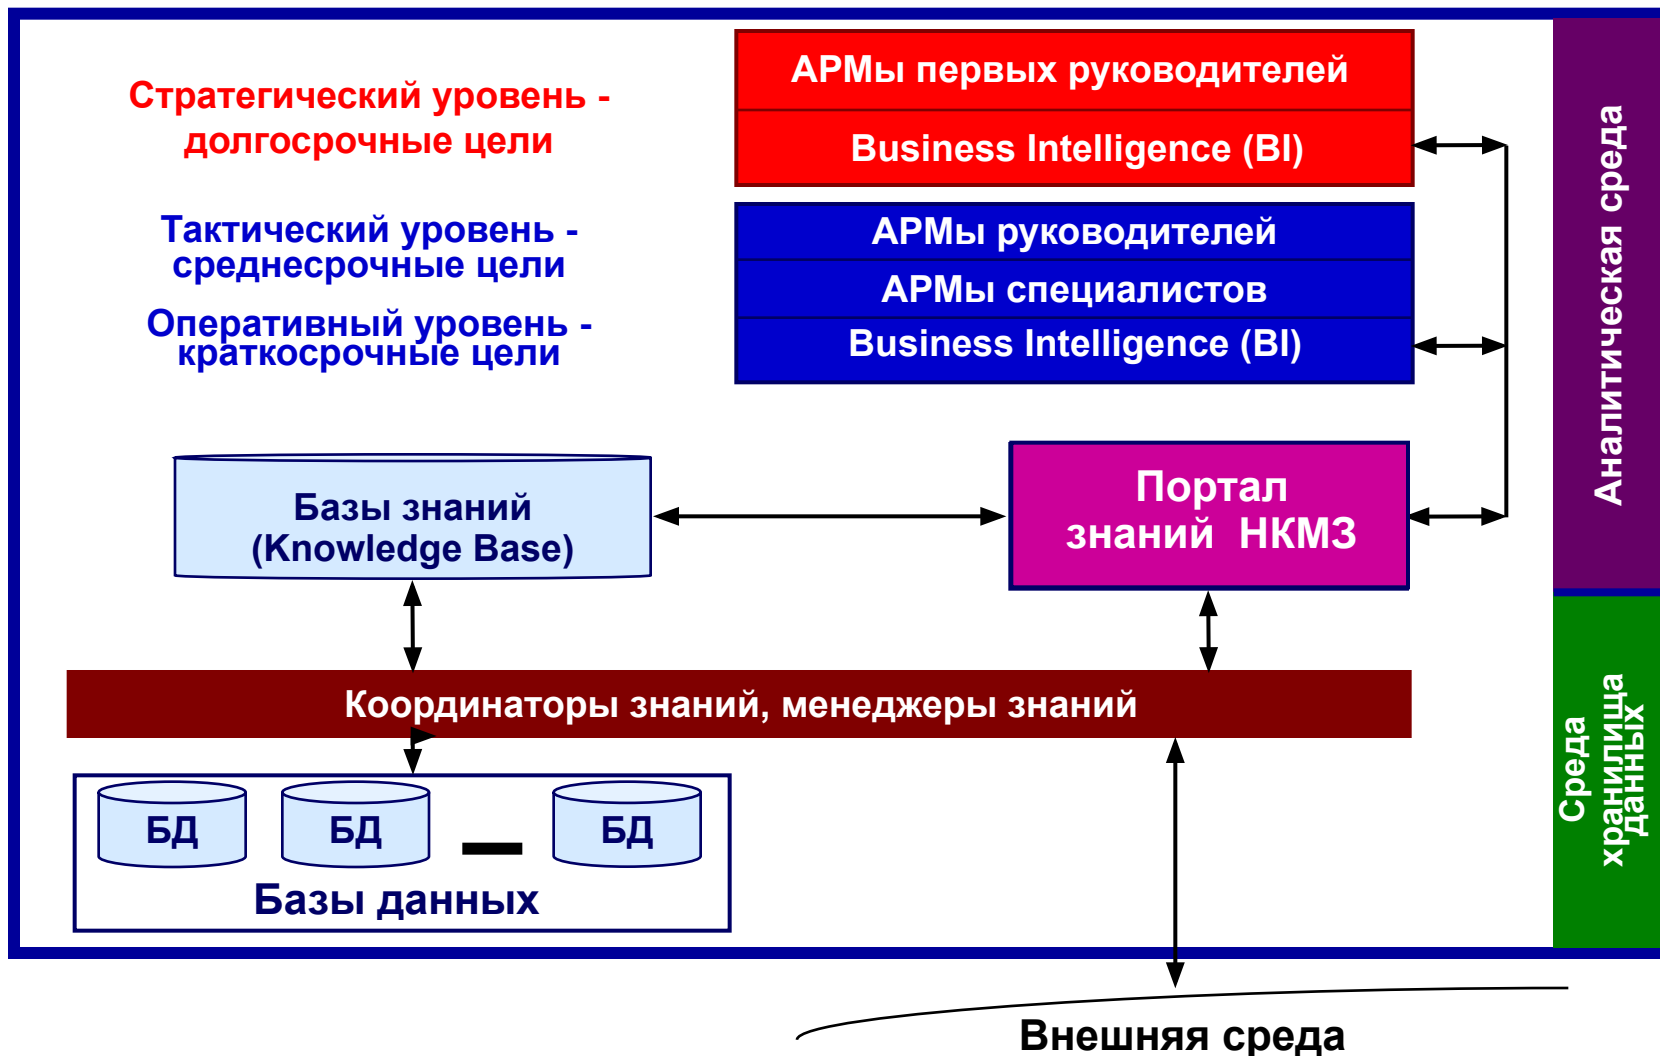 Стратегический уровень -
долгосрочные цели
АРМы первых руководителей
Business Intelligence (BI)
Тактический уровень -
среднесрочные цели
Оперативный уровень -
краткосрочные цели
АРМы руководителей
АРМы специалистов
Business Intelligence (BI)
Аналитическая среда
Базы знаний
(Knowledge Base)
Портал
знаний НКМЗ
Координаторы знаний, менеджеры знаний
Среда
хранилища
данных
БД
БД
БД
Базы данных
Внешняя среда